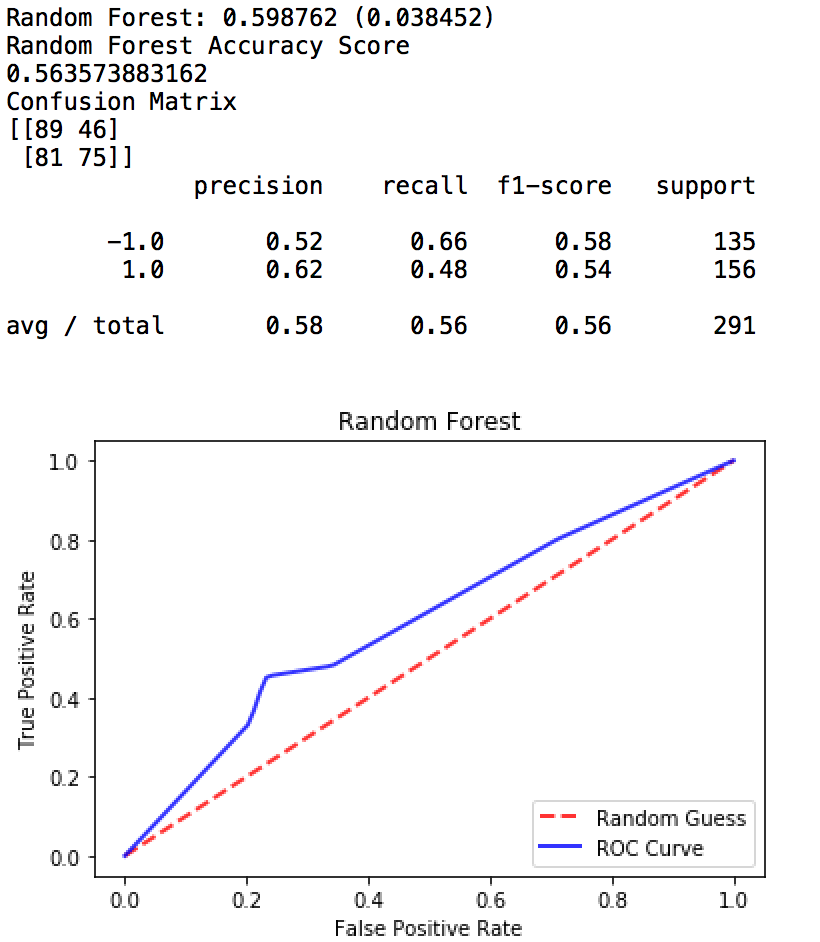 Random Forest: 0.598762 (0.038452)
Random Forest Accuracy Score
0.563573883162
Confusion Matrix
[[89 46]
 [81 75]]
precision recall f1-score support
-1.0 0.52 0.66 0.58 135
1.0 0.62 0.48 0.54 156
avg / total 0.58 0.56 0.56 291
Random Forest
1.0
0.8
0.6
0.4
0.2
0.0
True Positive Rate
Random Guess
ROC Curve
0.0 0.2 0.4 0.6 0.8 1.0
False Positive Rate